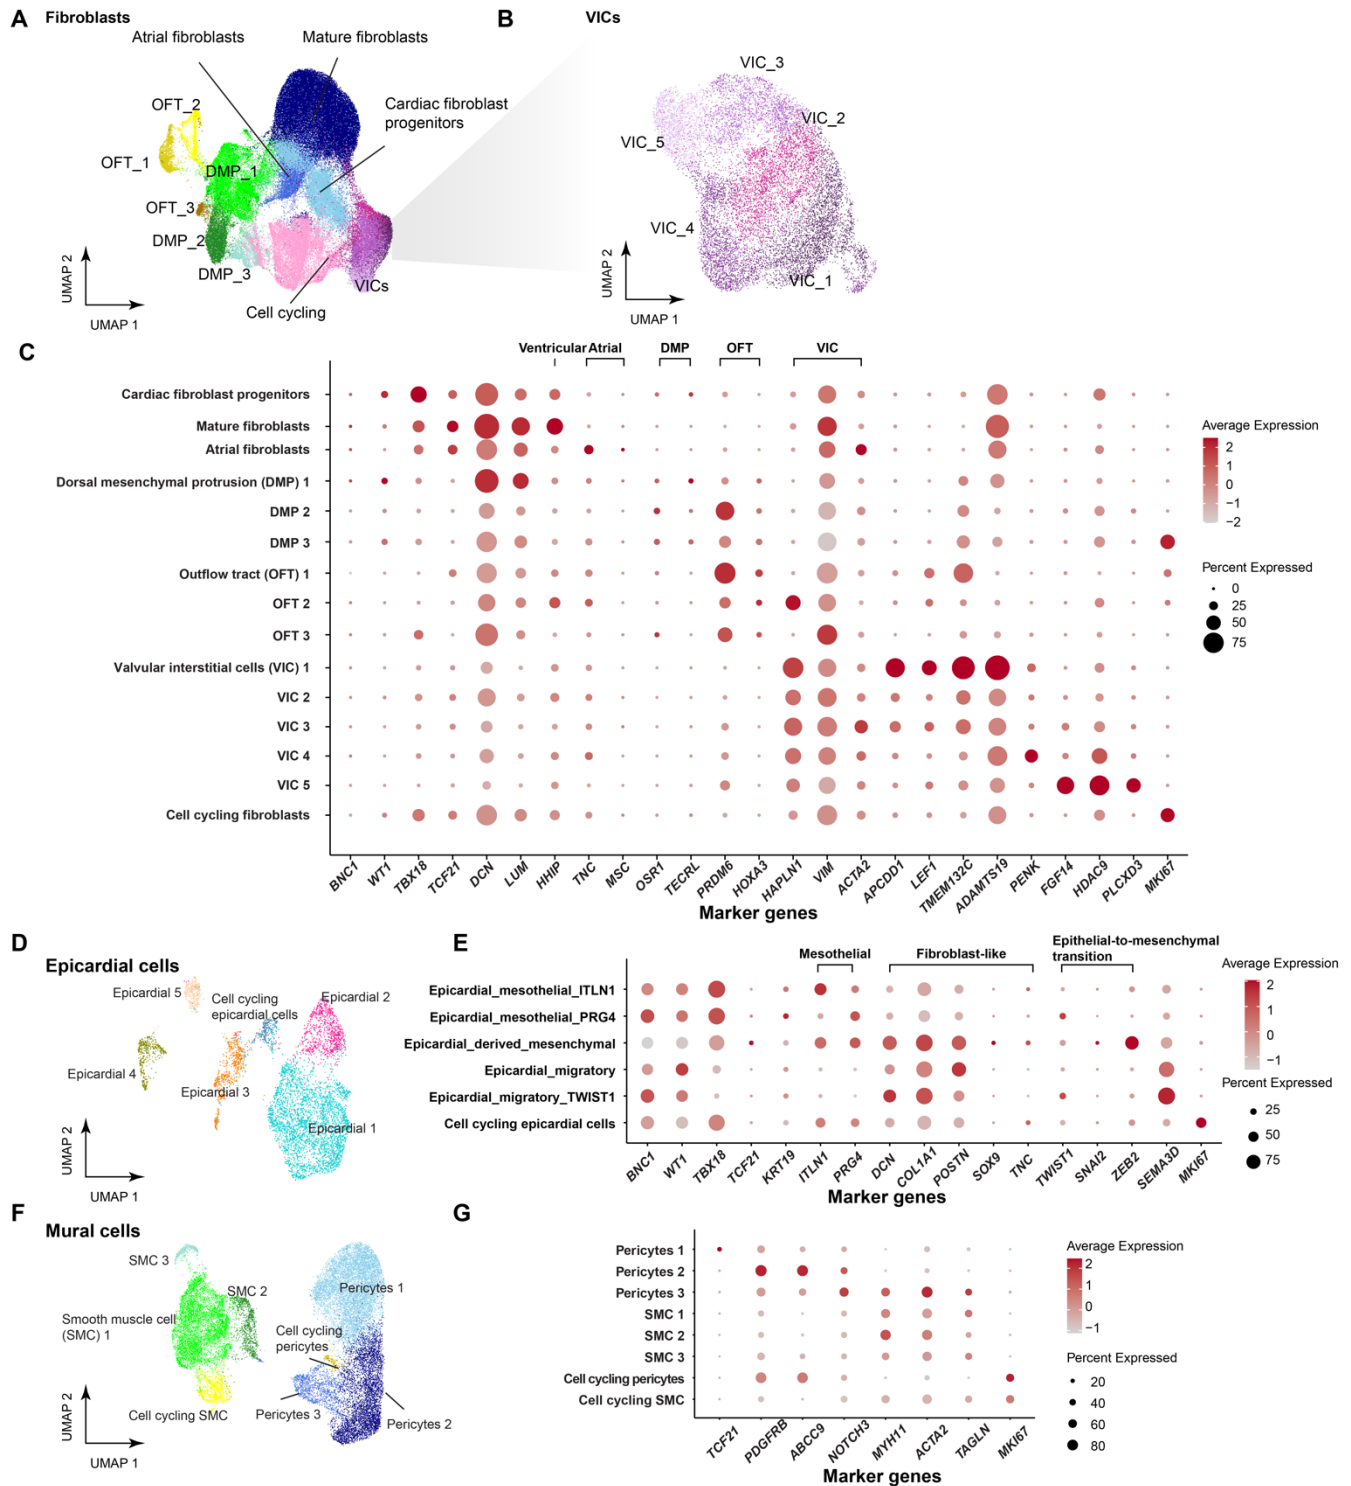 A
Fibroblasts
Atrial fibroblasts
Mature fibroblasts
OFT_2
Cardiac fibroblast
progenitors
OFT_1
DMP_1
OFT_3
DMP_2
DMP_3
VICs
Cell cycling
UMAP 2
UMAP 1
B
VICs
VIC_3
VIC_2
VIC_5
VIC_4
VIC_1
UMAP 2
UMAP 1
C
Ventricular Atrial DMP OFT VIC
Cardiac fibroblast progenitors
Mature fibroblasts
Atrial fibroblasts
Dorsal mesenchymal protrusion (DMP) 1
DMP 2
DMP 3
Outflow tract (OFT) 1
OFT 2
OFT 3
Valvular interstitial cells (VIC) 1
VIC 2
VIC 3
VIC 4
VIC 5
Cell cycling fibroblasts
BNC1 WT1 TBX18 TCF21 DCN LUM HHIP TNC MSC OSR1 TECRL PRDM6 HOXA3 HAPLN1 VIM ACTA2 APCDD1 LEF1 TMEM132C ADAMTS19 PENK FGF14 HDAC9 PLCXD3 MKI67
Marker genes
Average Expression
2
1
0
−1
−2
Percent Expressed
0
25
50
75
D
Epicardial cells
Epicardial 5
Cell cycling
epicardial cells
Epicardial 2
Epicardial 4
Epicardial 3
Epicardial 1
UMAP 2
UMAP 1
E
Mesothelial
Fibroblast-like
Epithelial-to-mesenchymal
transition
Epicardial_mesothelial_ITLN1
Epicardial_mesothelial_PRG4
Epicardial_derived_mesenchymal
Epicardial_migratory
Epicardial_migratory_TWIST1
Cell cycling epicardial cells
BNC1 WT1 TBX18 TCF21 KRT19 ITLN1 PRG4 DCN COL1A1 POSTN SOX9 TNC TWIST1 SNAI2 ZEB2 SEMA3D MKI67
Marker genes
Average Expression
2
1
0
−1
Percent Expressed
25
50
75
F
Mural cells
SMC 3
SMC 2
Smooth muscle cell
(SMC) 1
Pericytes 1
Cell cycling
pericytes
Cell cycling SMC
Pericytes 3
Pericytes 2
UMAP 2
UMAP 1
G
Pericytes 1
Pericytes 2
Pericytes 3
SMC 1
SMC 2
SMC 3
Cell cycling pericytes
Cell cycling SMC
TCF21 PDGFRB ABCC9 NOTCH3 MYH11 ACTA2 TAGLN MKI67
Marker genes
Average Expression
2
1
0
−1
Percent Expressed
20
40
60
80